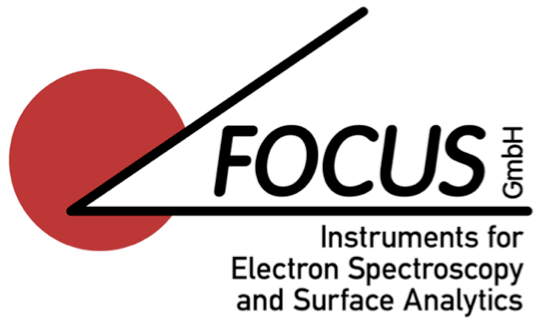 FOCUS GmbH
Instruments for
Electron Spectroscopy
and Surface Analytics